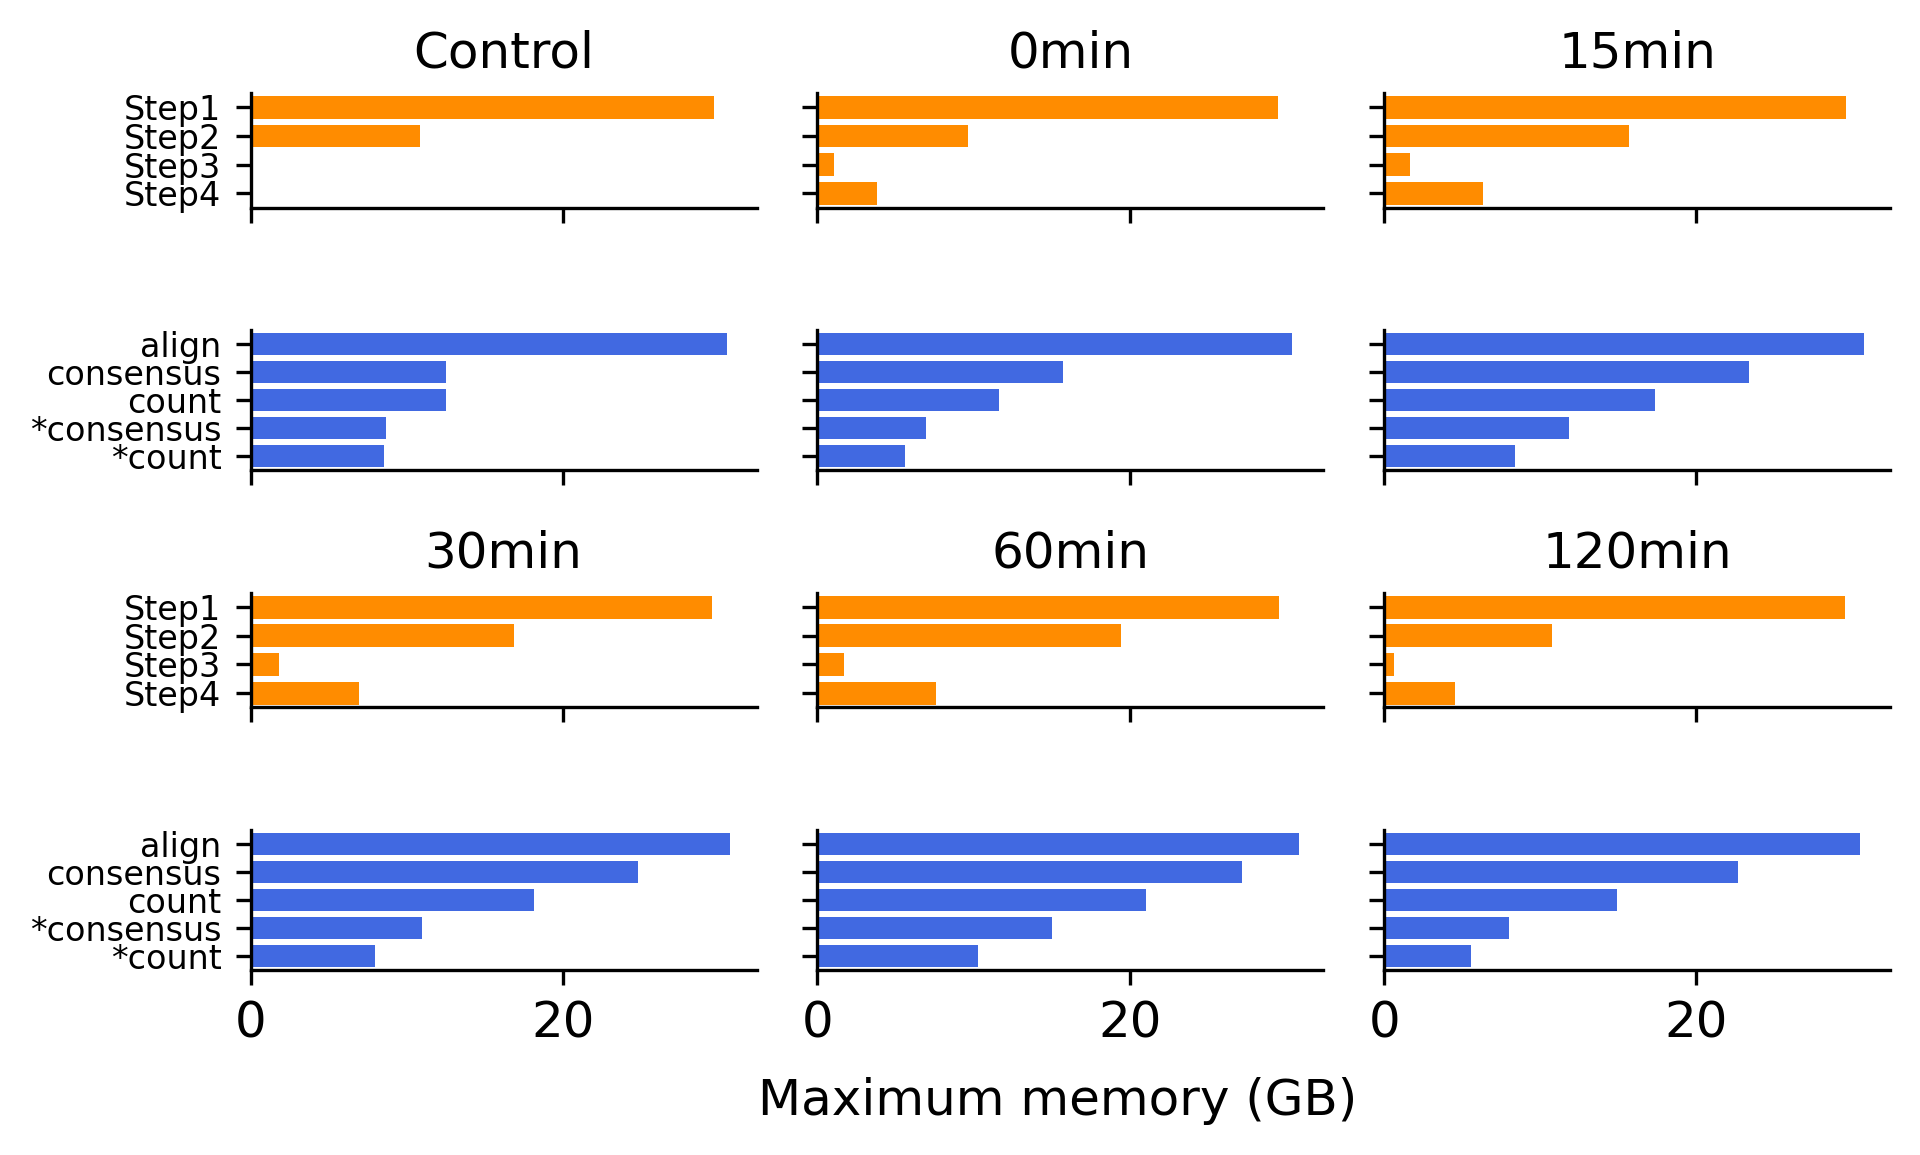 Control 0min 15min
Step1
Step2
Step3
Step4
align
consensus
count
*consensus
*count
30min 60min 120min
Step1
Step2
Step3
Step4
align
consensus
count
*consensus
*count
0 20 0 20 0 20
Maximum memory (GB)